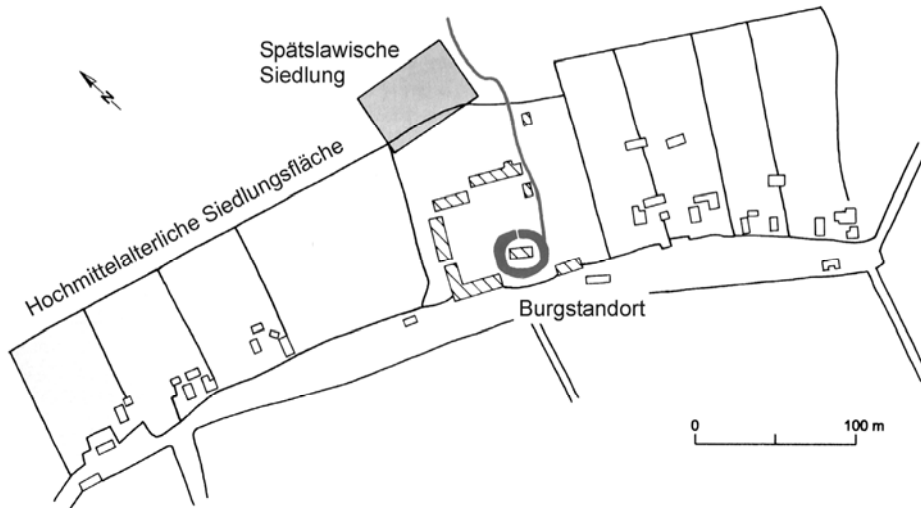 Spätslawische
Siedlung
N
Hochmittelalterliche Siedlungsfläche
Burgstandort
0
100 m